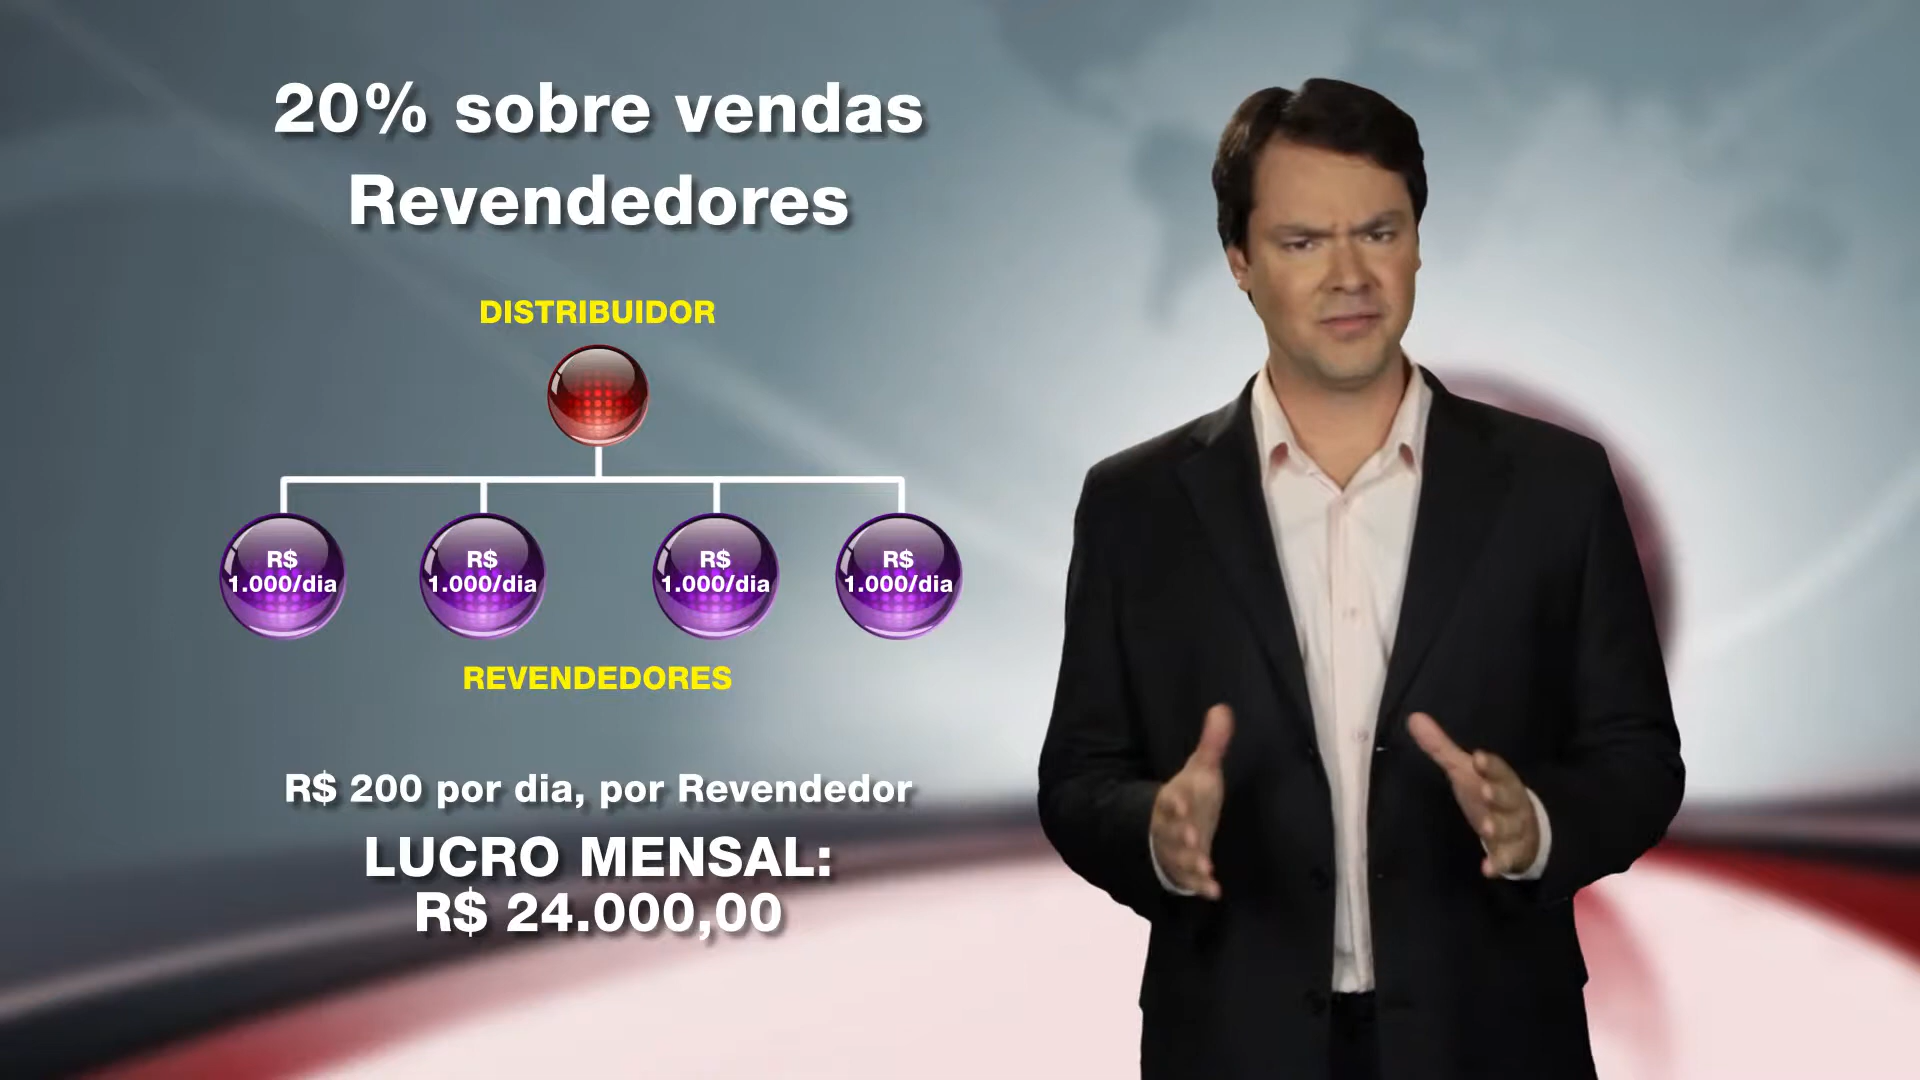 20% sobre vendas
Revendedores
DISTRIBUIDOR
R$
1.000/dia
R$
1.000/dia
R$
1.000/dia
R$
1.000/dia
REVENDEDORES
R$ 200 por dia, por Revendedor
LUCRO MENSAL:
R$ 24.000,00